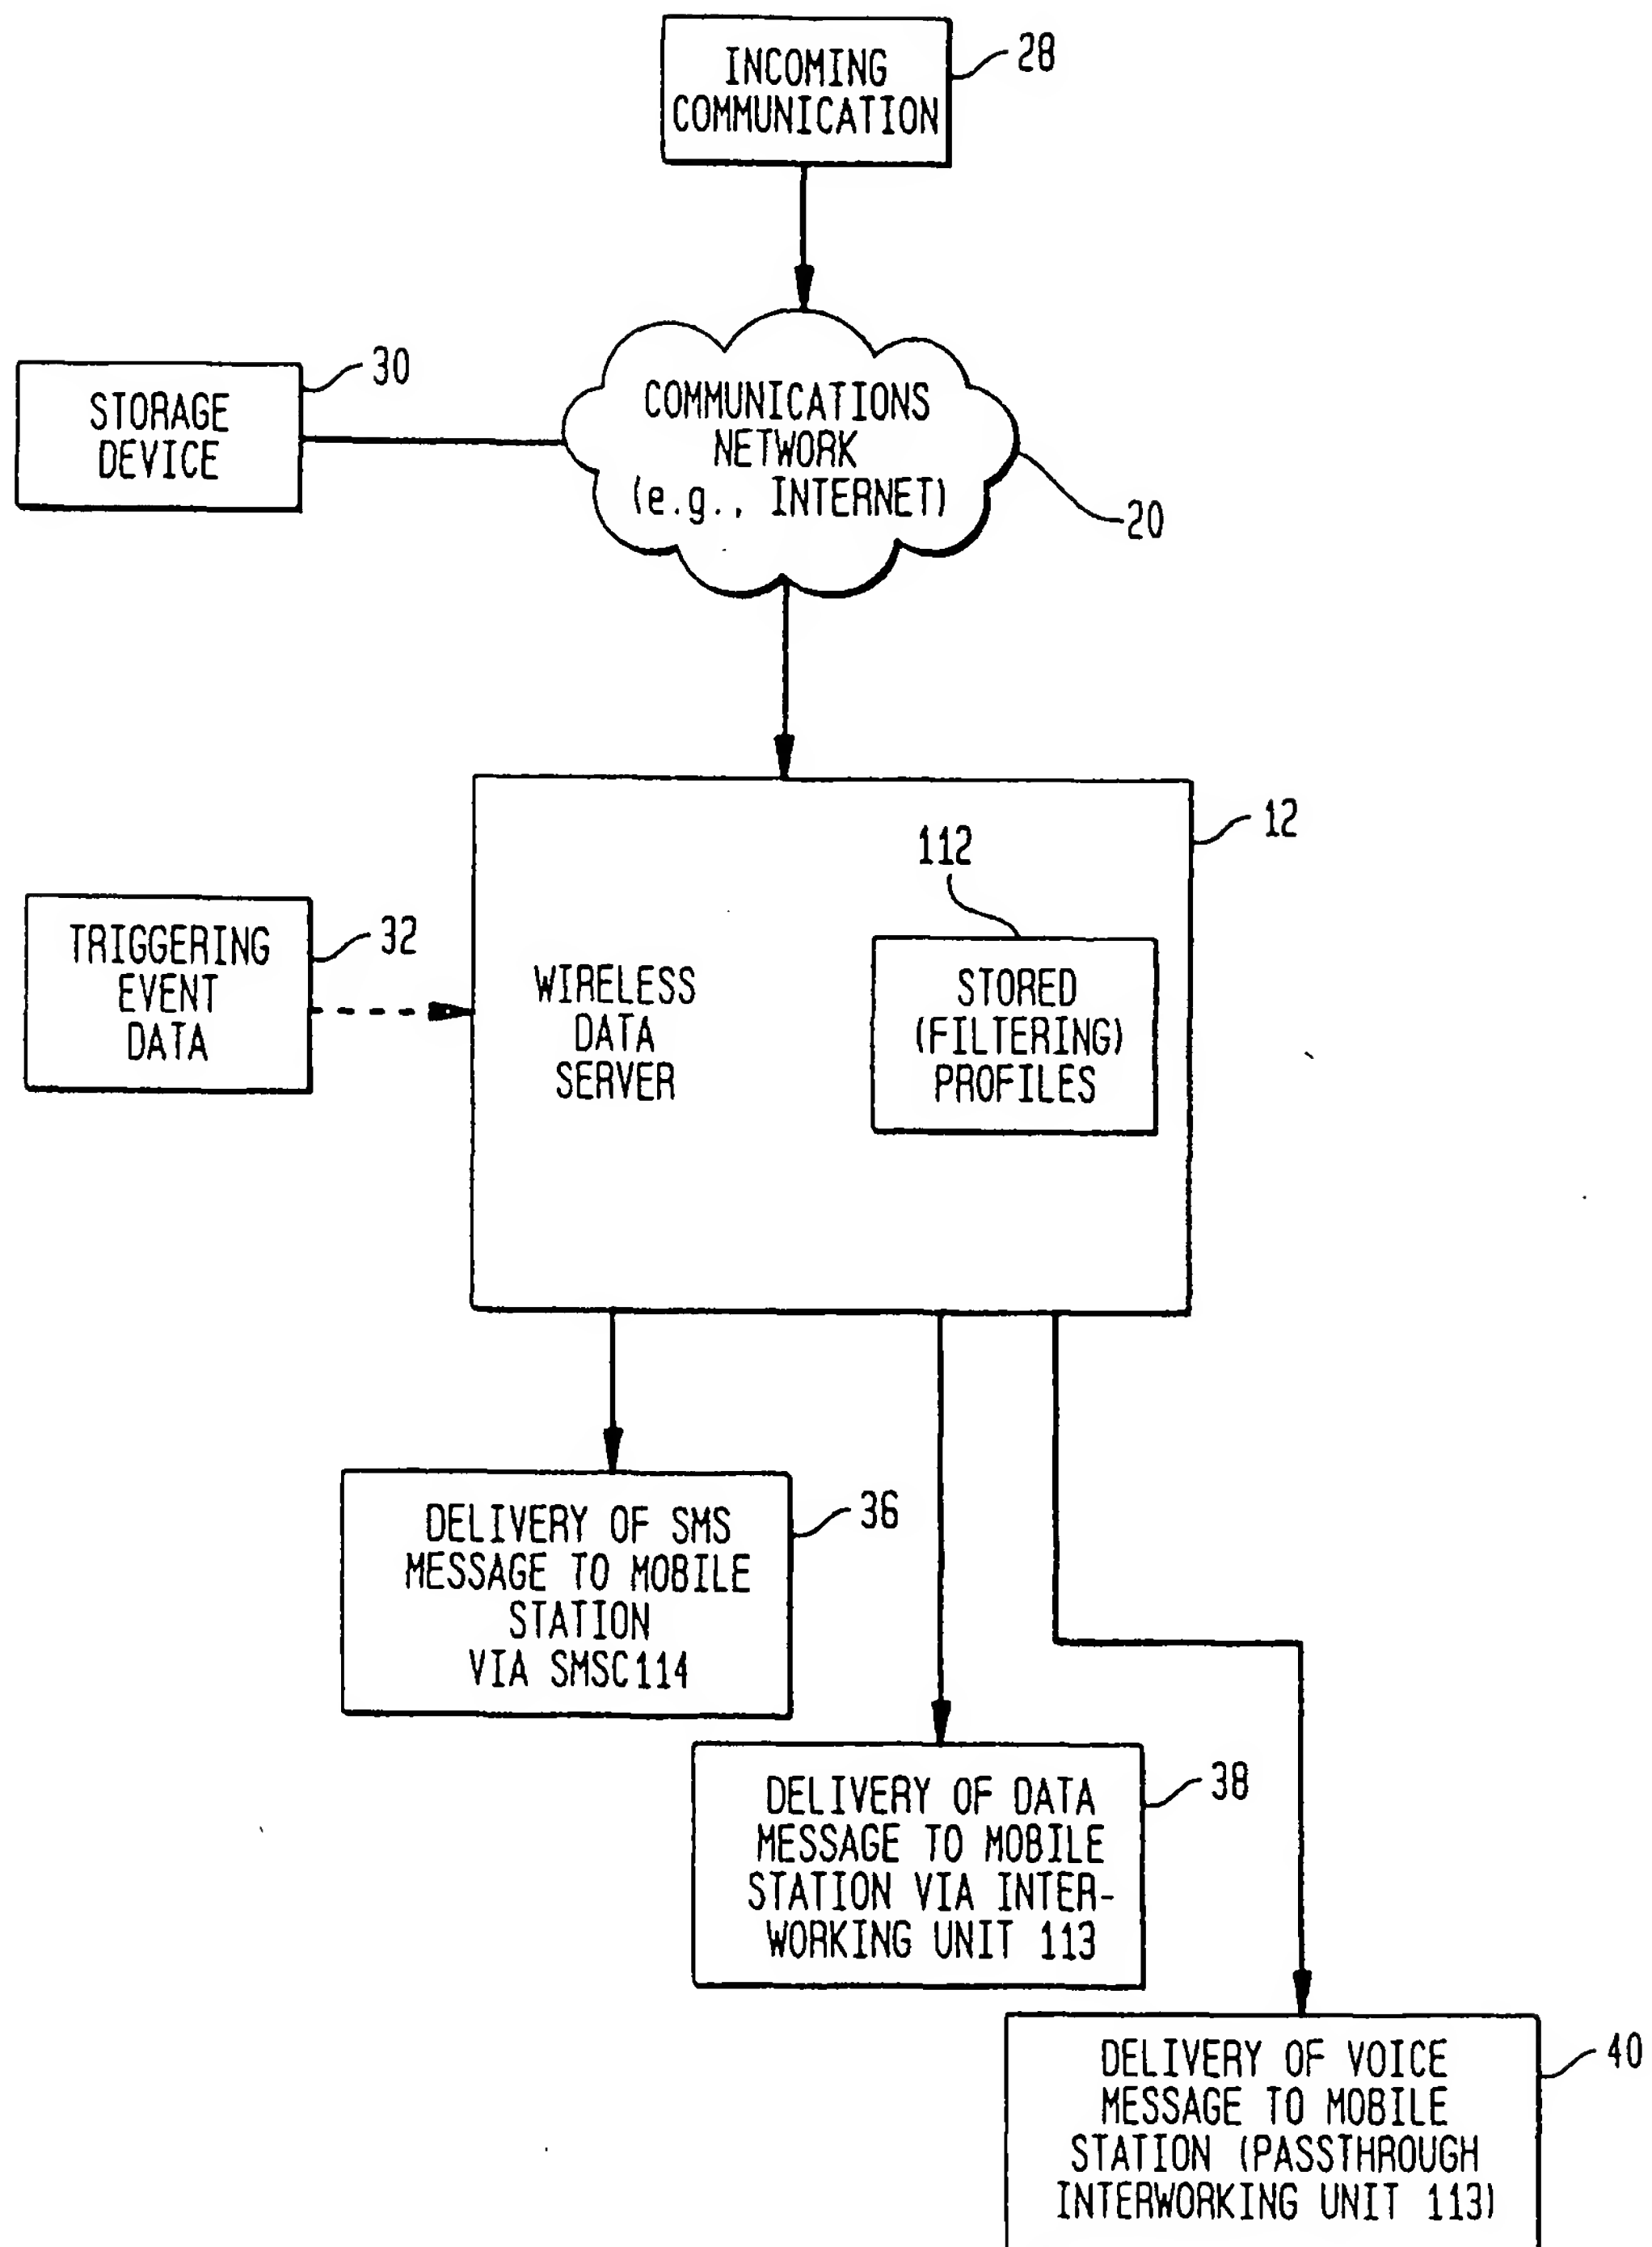 INCOMING
COMMUNICATION
28
STORAGE
DEVICE
30
COMMUNICATIONS
NETWORK
(e.g., INTERNET)
20
12
112
TRIGGERING
EVENT
DATA
32
WIRELESS
DATA
SERVER
STORED
(FILTERING)
PROFILES
DELIVERY OF SMS
MESSAGE TO MOBILE
STATION
VIA SMSC114
36
DELIVERY OF DATA
MESSAGE TO MOBILE
STATION VIA INTER-
WORKING UNIT 113
38
DELIVERY OF VOICE
MESSAGE TO MOBILE
STATION (PASSTHROUGH
INTERWORKING UNIT 113)
40